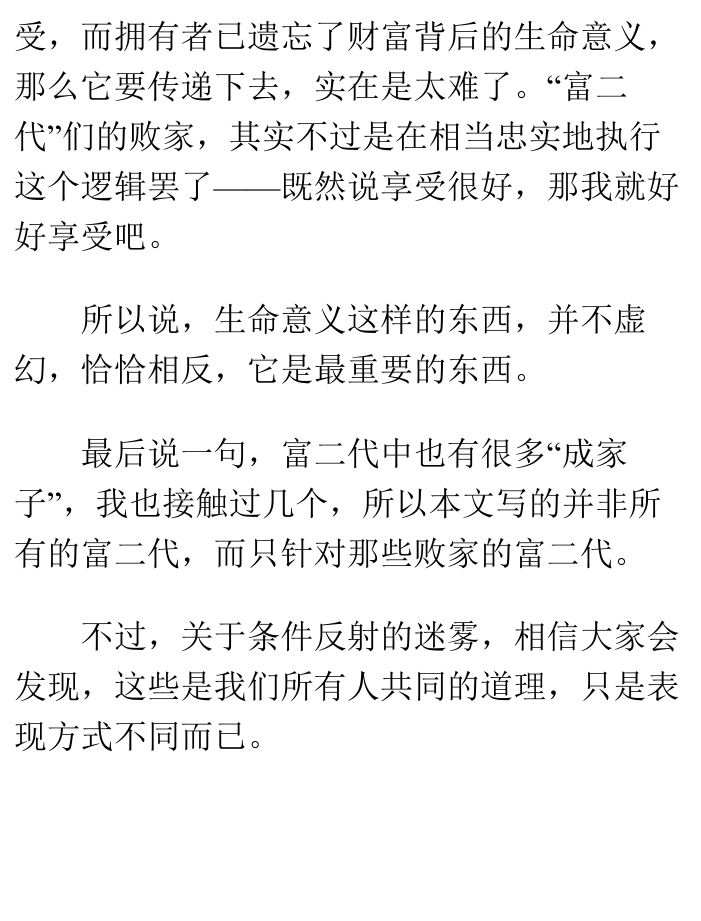 受，而拥有者已遗忘了财富背后的生命意义，
那么它要传递下去，实在是太难了。“富二
代”们的败家，其实不过是在相当忠实地执行
这个逻辑罢了——既然说享受很好，那我就好
好享受吧。
所以说，生命意义这样的东西，并不虚
幻，恰恰相反，它是最重要的东西。
最后说一句，富二代中也有很多“成家
子”，我也接触过几个，所以本文写的并非所
有的富二代，而只针对那些败家的富二代。
不过，关于条件反射的迷雾，相信大家会
发现，这些是我们所有人共同的道理，只是表
现方式不同而已。